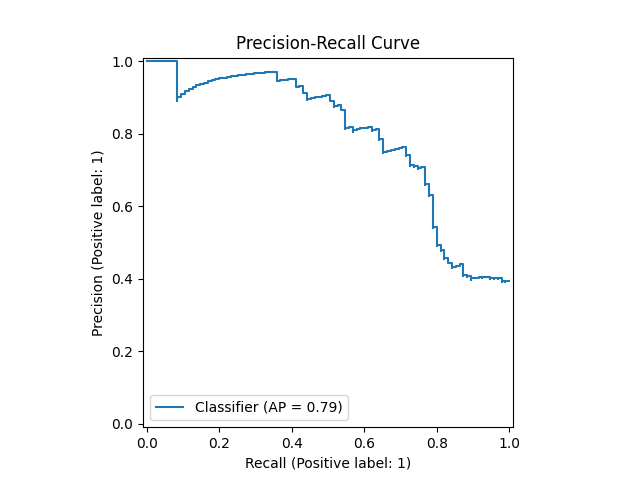 Precision-Recall Curve
1.0
0.8
0.6
0.4
0.2
0.0
Precision (Positive label: 1)
Classifier (AP = 0.79)
0.0 0.2 0.4 0.6 0.8 1.0
Recall (Positive label: 1)